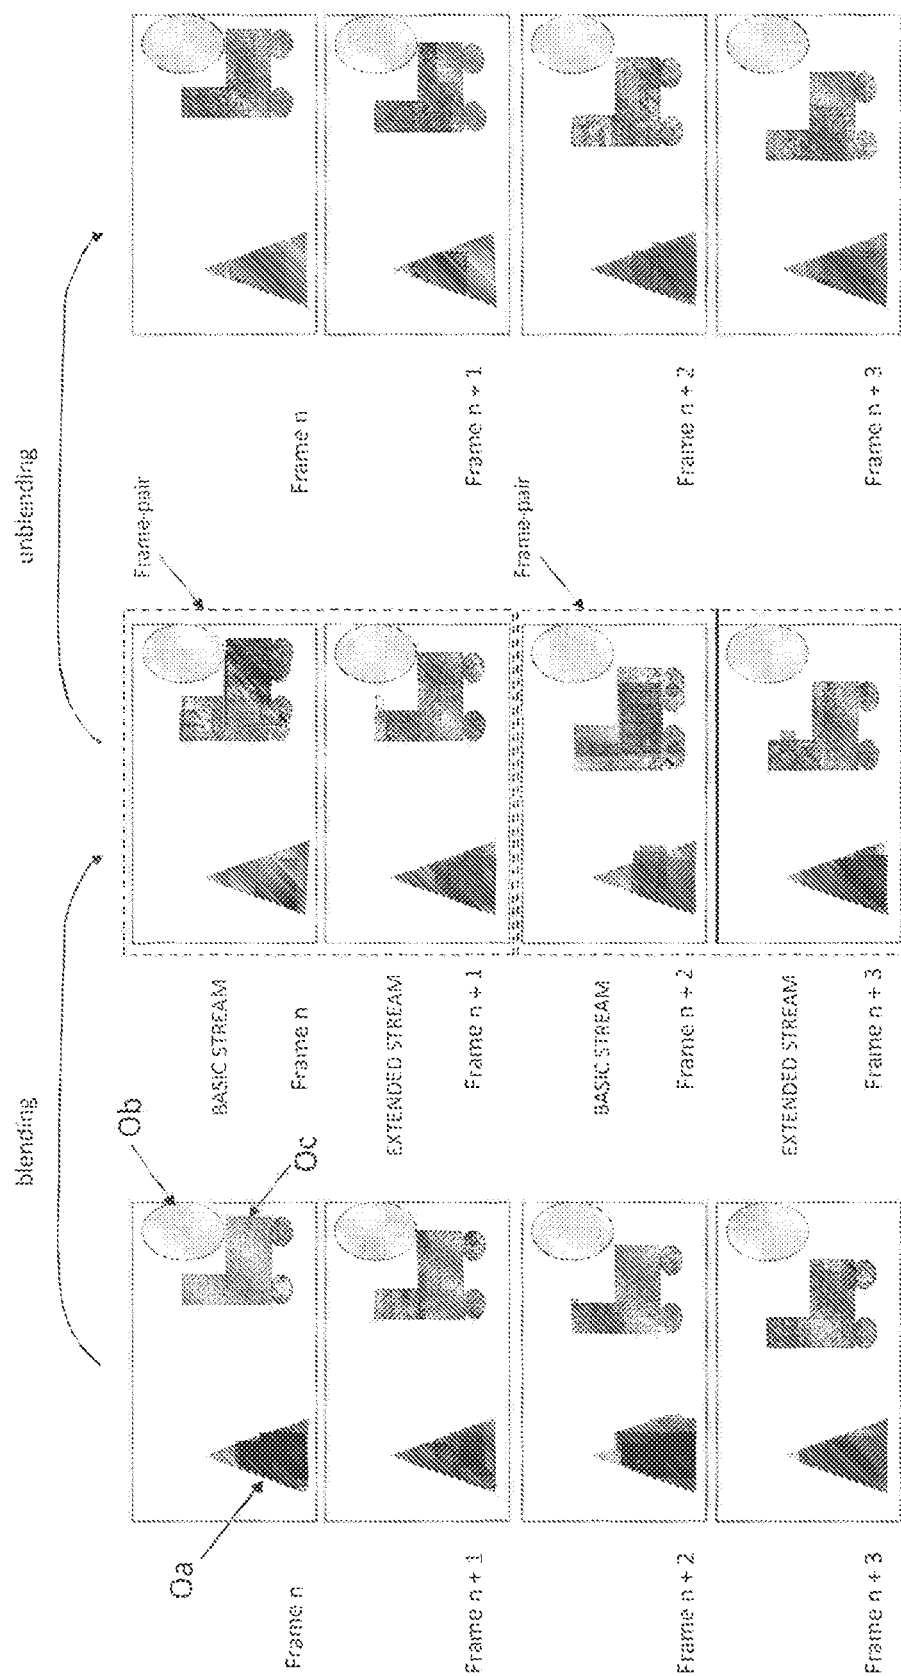 blending
unblending
Oa
Ob
Oc
Frame n
BASIC STREAM
Frame n
Frame-pair
Frame n
Frame n + 1
EXTENDED STREAM
Frame n + 1
Frame n + 1
Frame n + 2
BASIC STREAM
Frame n + 2
Frame-pair
Frame n + 2
Frame n + 3
EXTENDED STREAM
Frame n + 3
Frame n + 3